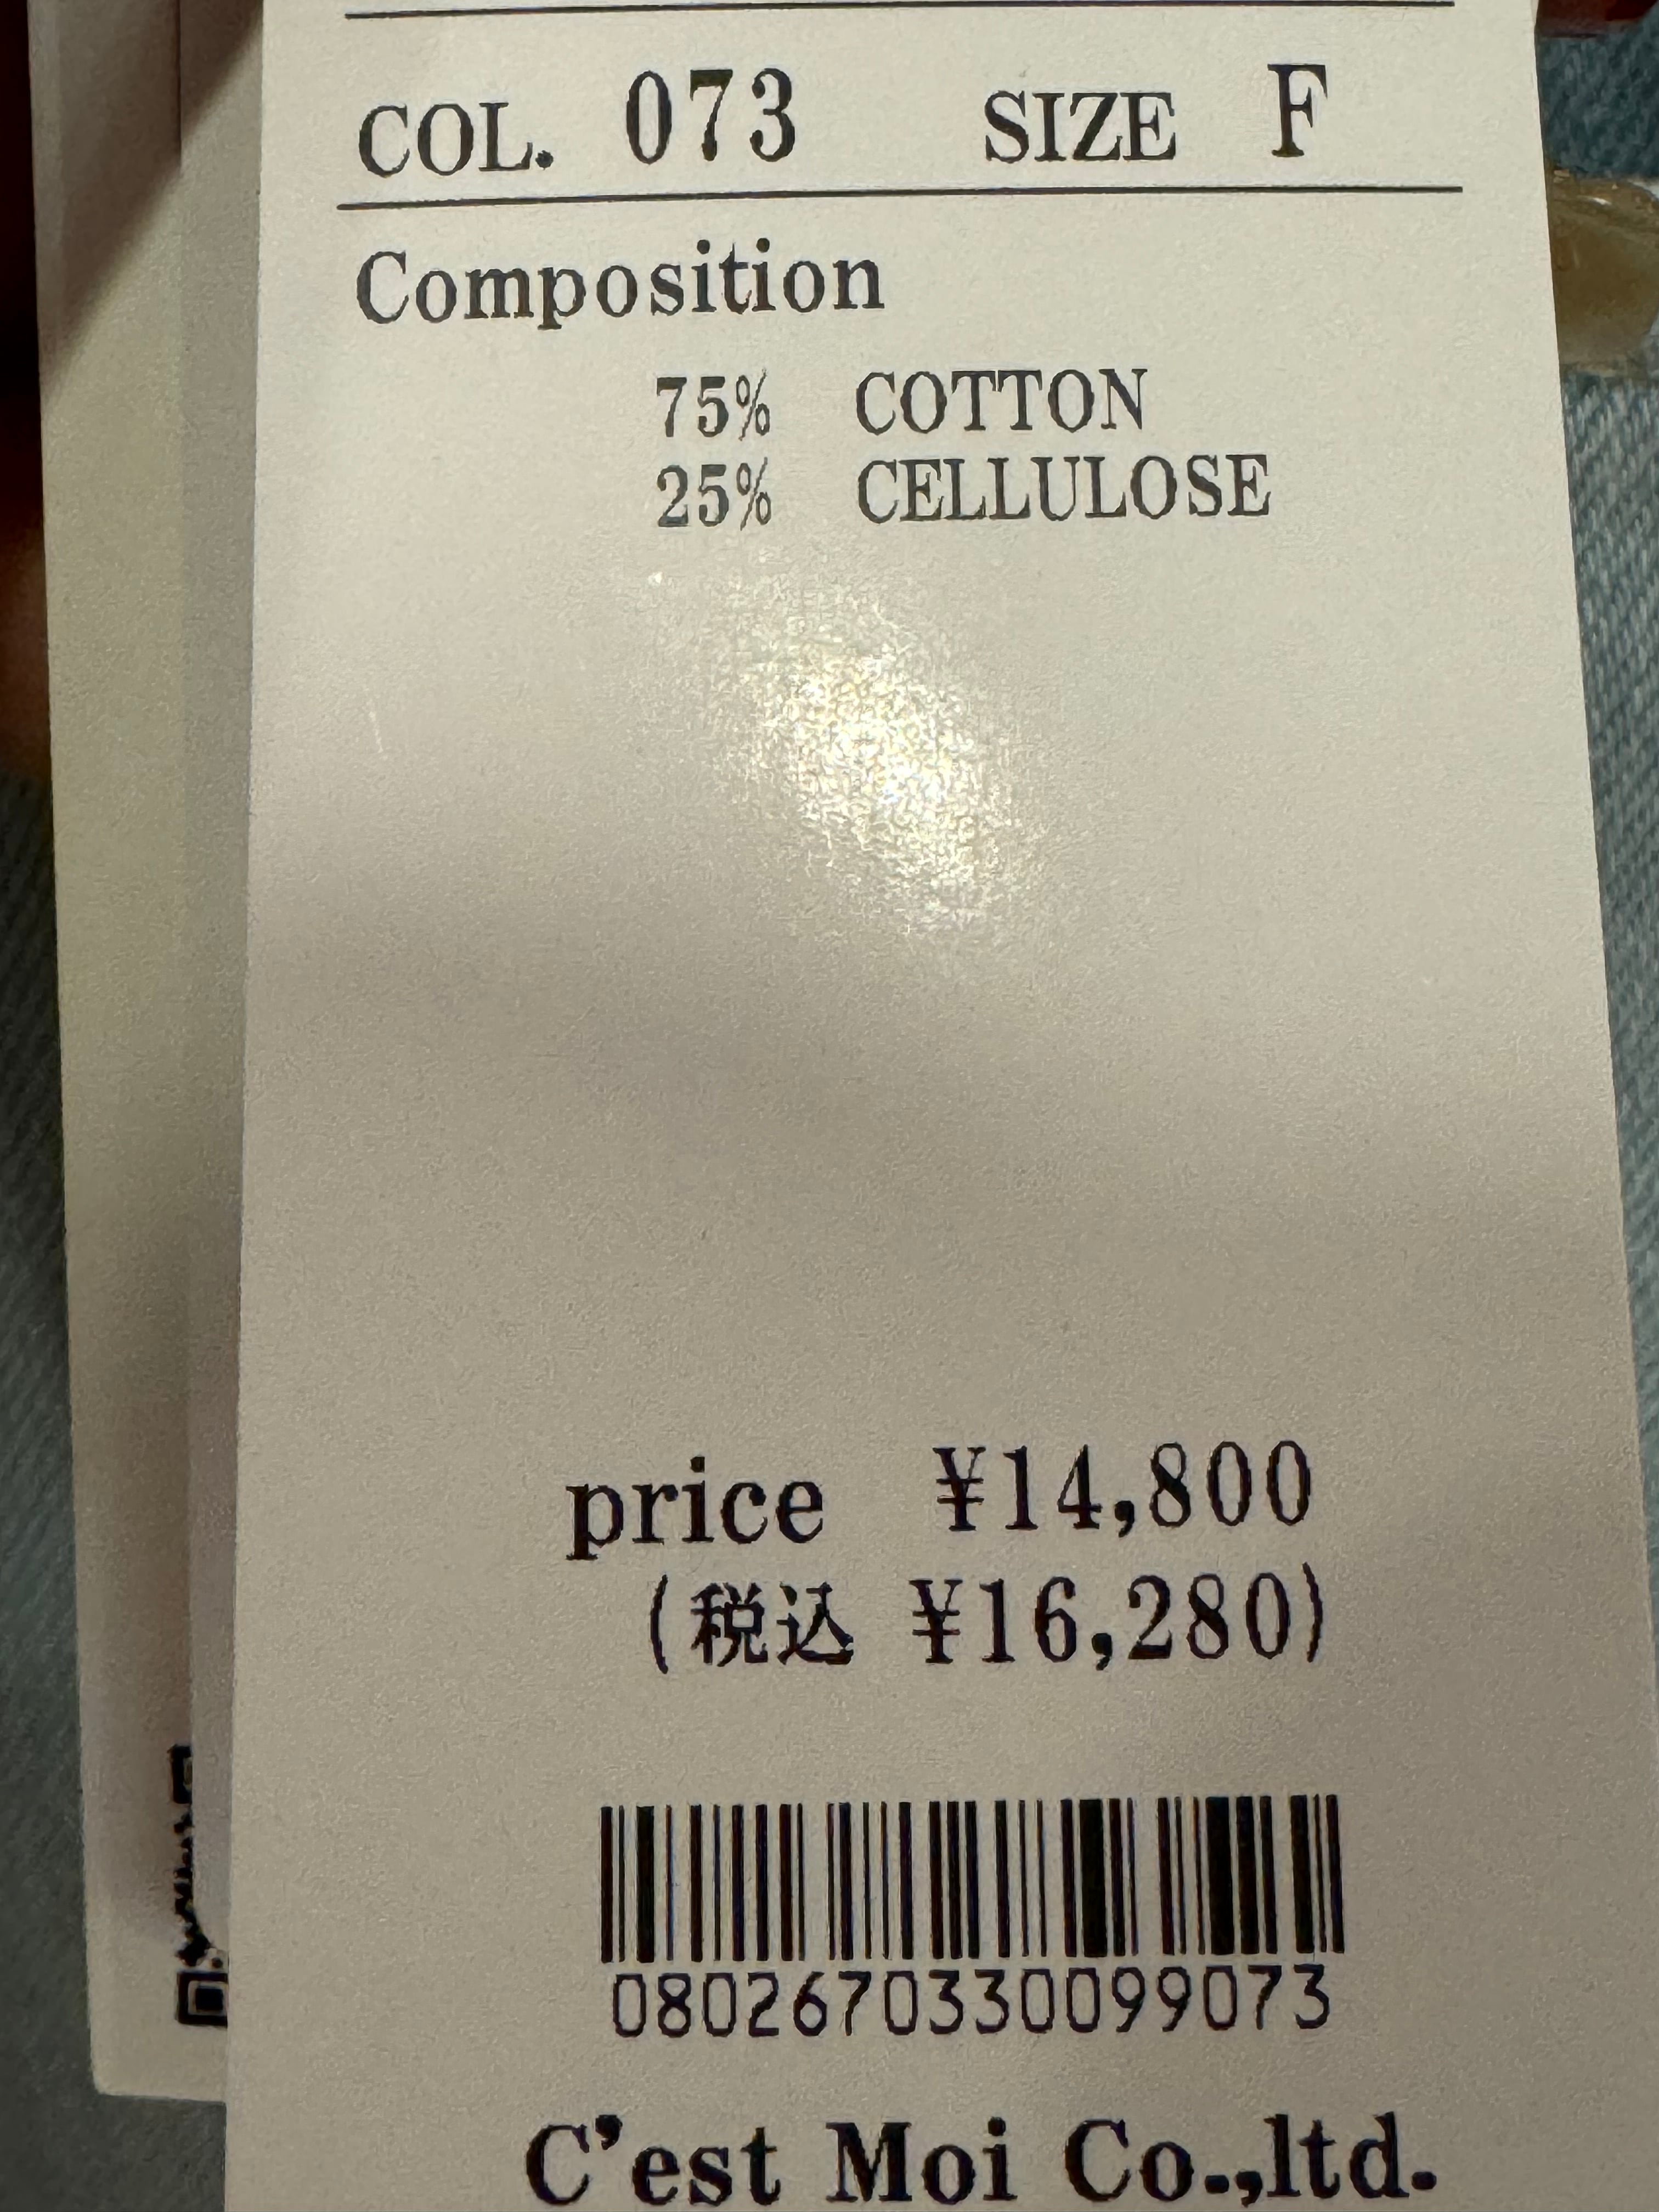 COL. 073 SIZE F
Composition
75% COTTON
25% CELLULOSE
price ¥14,800
(税込 ¥16,280)
0802670330099073
C'est Moi Co.,ltd.